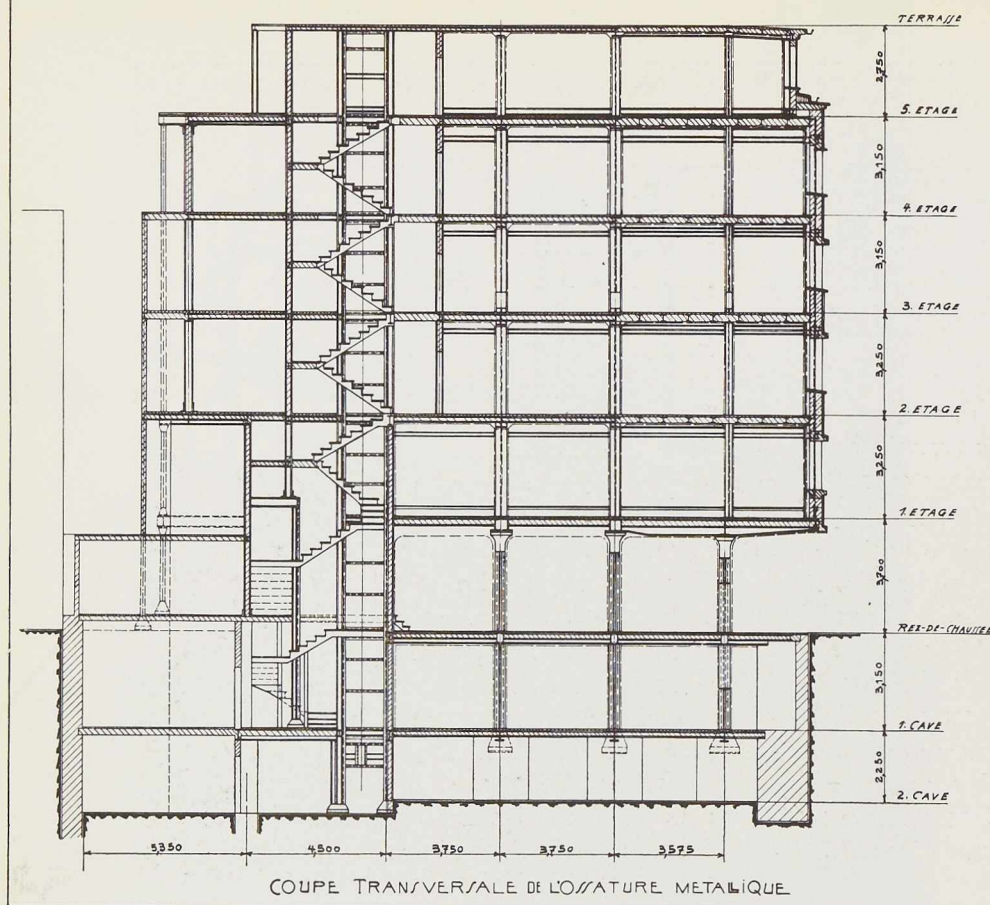 TERRASSE
2,750
5. ETAGE
3,150
4. ETAGE
3,150
3. ETAGE
3,250
2. ETAGE
3,250
1. ETAGE
3,700
REZ-DE-CHAUSSÉE
3,150
1. CAVE
2,250
2. CAVE
5,350 4,500 3,750 3,750 3,575
COUPE TRANSVERSALE DE L'OSSATURE METALLIQUE